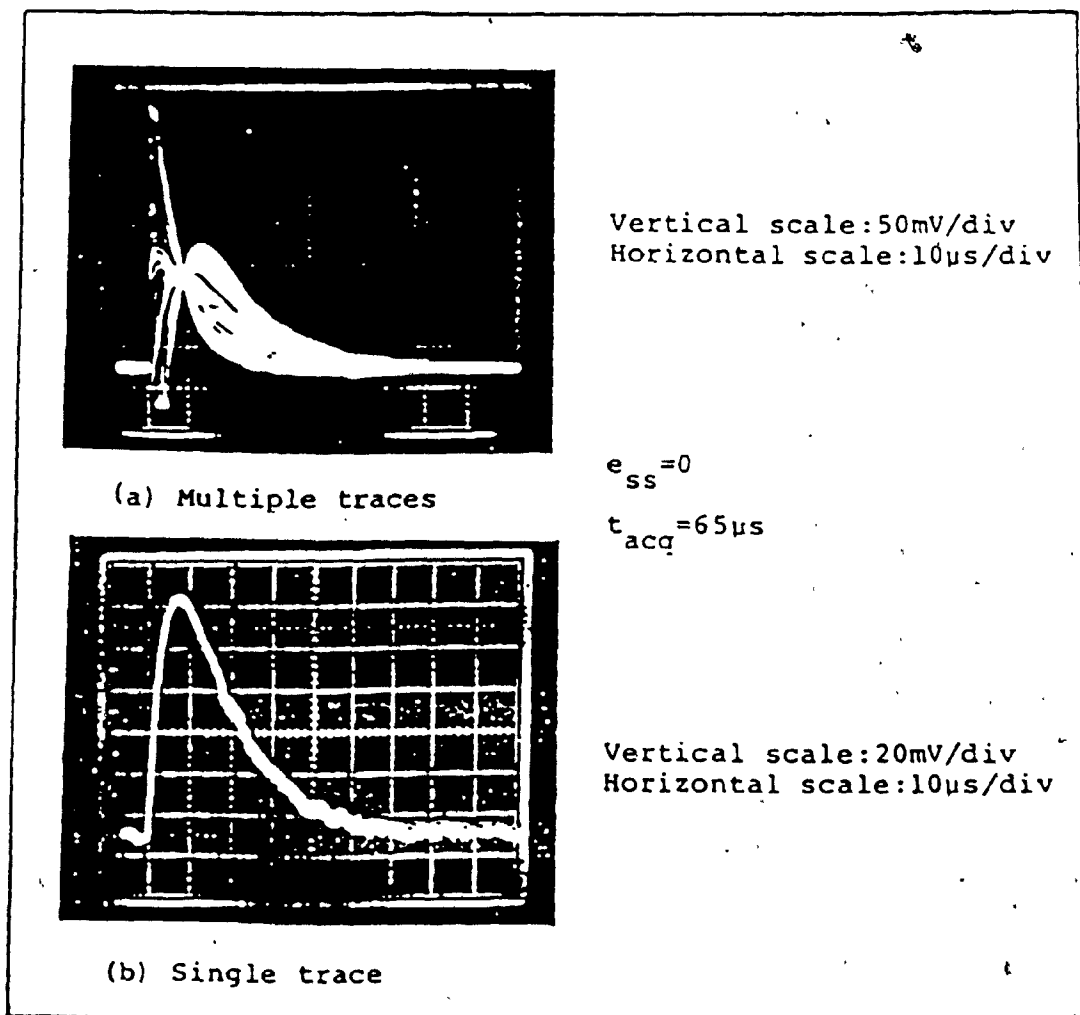 Vertical scale:50mV/div
Horizontal scale:10µs/div
(a) Multiple traces
e_ss=0
t_acq=65µs
Vertical scale:20mV/div
Horizontal scale:10µs/div
(b) Single trace